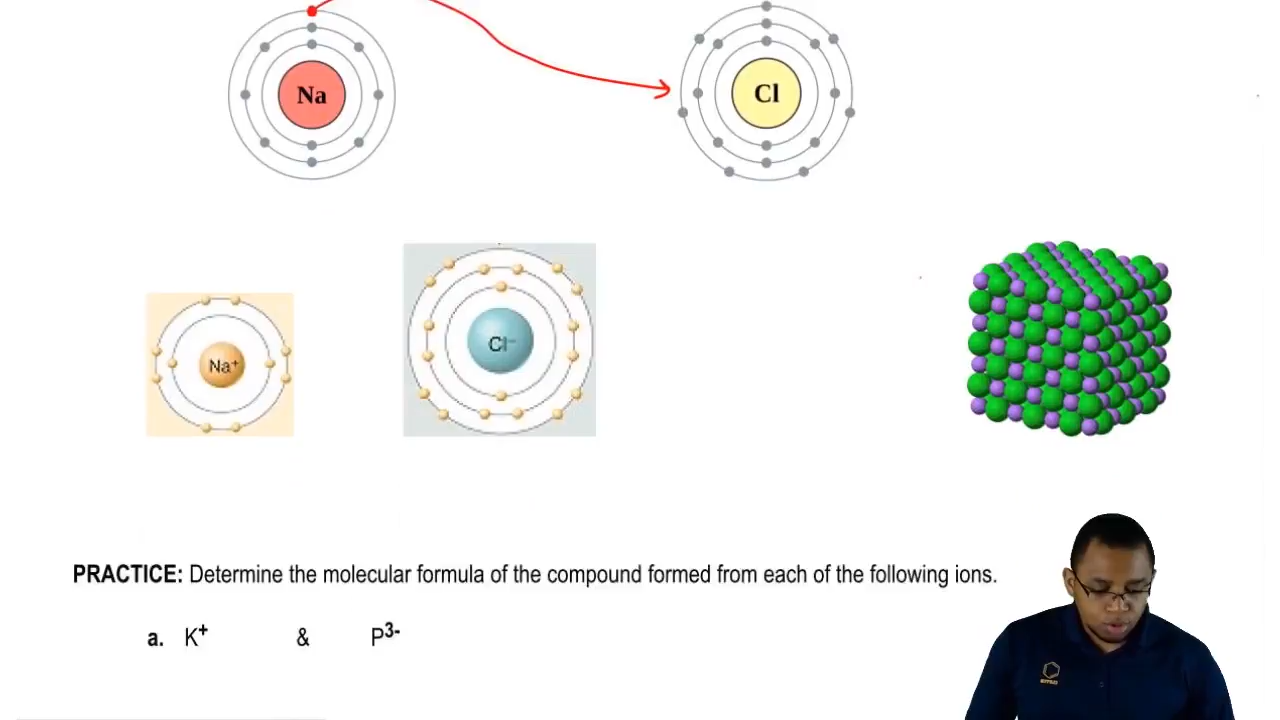 Na
Cl
Na⁺
Cl⁻
PRACTICE: Determine the molecular formula of the compound formed from each of the following ions.
a. K⁺ & P³⁻